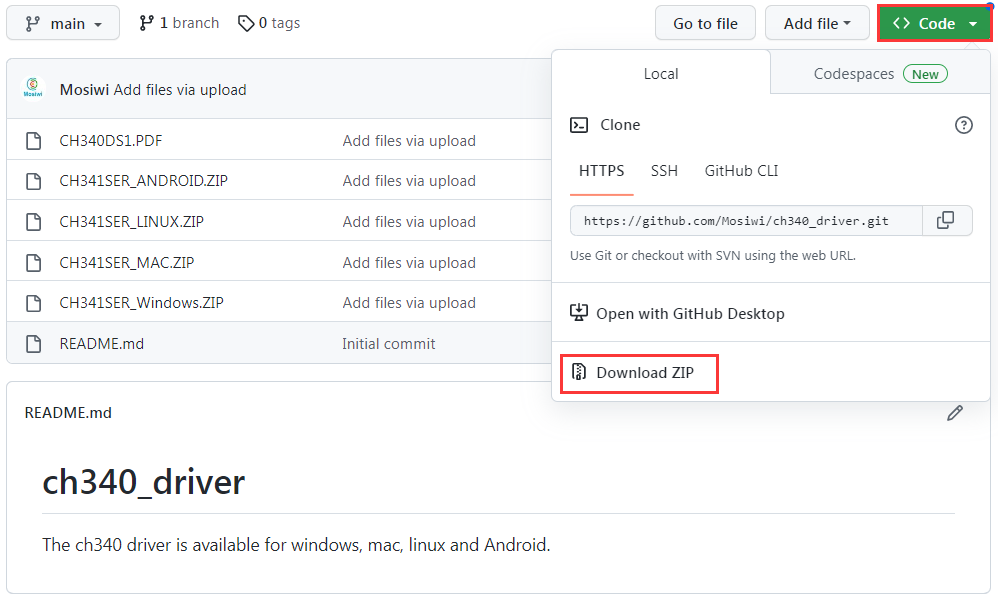 main 1 branch 0 tags Go to file Add file Code
Mosiwi Mosiwi Add files via upload
CH340DS1.PDF Add files via upload
CH341SER_ANDROID.ZIP Add files via upload
CH341SER_LINUX.ZIP Add files via upload
CH341SER_MAC.ZIP Add files via upload
CH341SER_Windows.ZIP Add files via upload
README.md Initial commit
Local Codespaces New
Clone
HTTPS SSH GitHub CLI
https://github.com/Mosiwi/ch340_driver.git
Use Git or checkout with SVN using the web URL.
Open with GitHub Desktop
Download ZIP
README.md
ch340_driver
The ch340 driver is available for windows, mac, linux and Android.